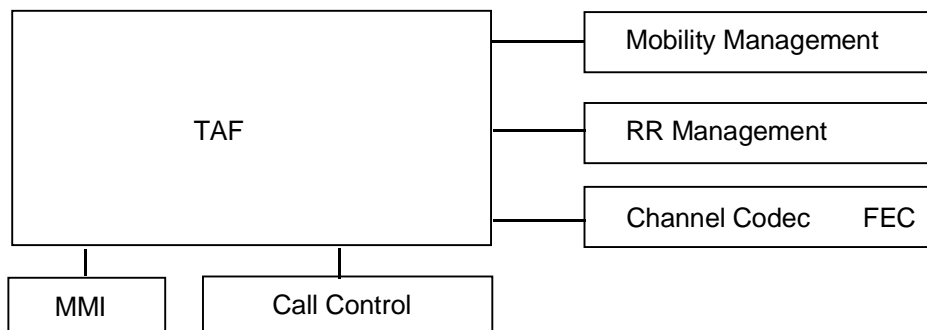 Mobility Management
TAF
RR Management
Channel Codec FEC
MMI
Call Control